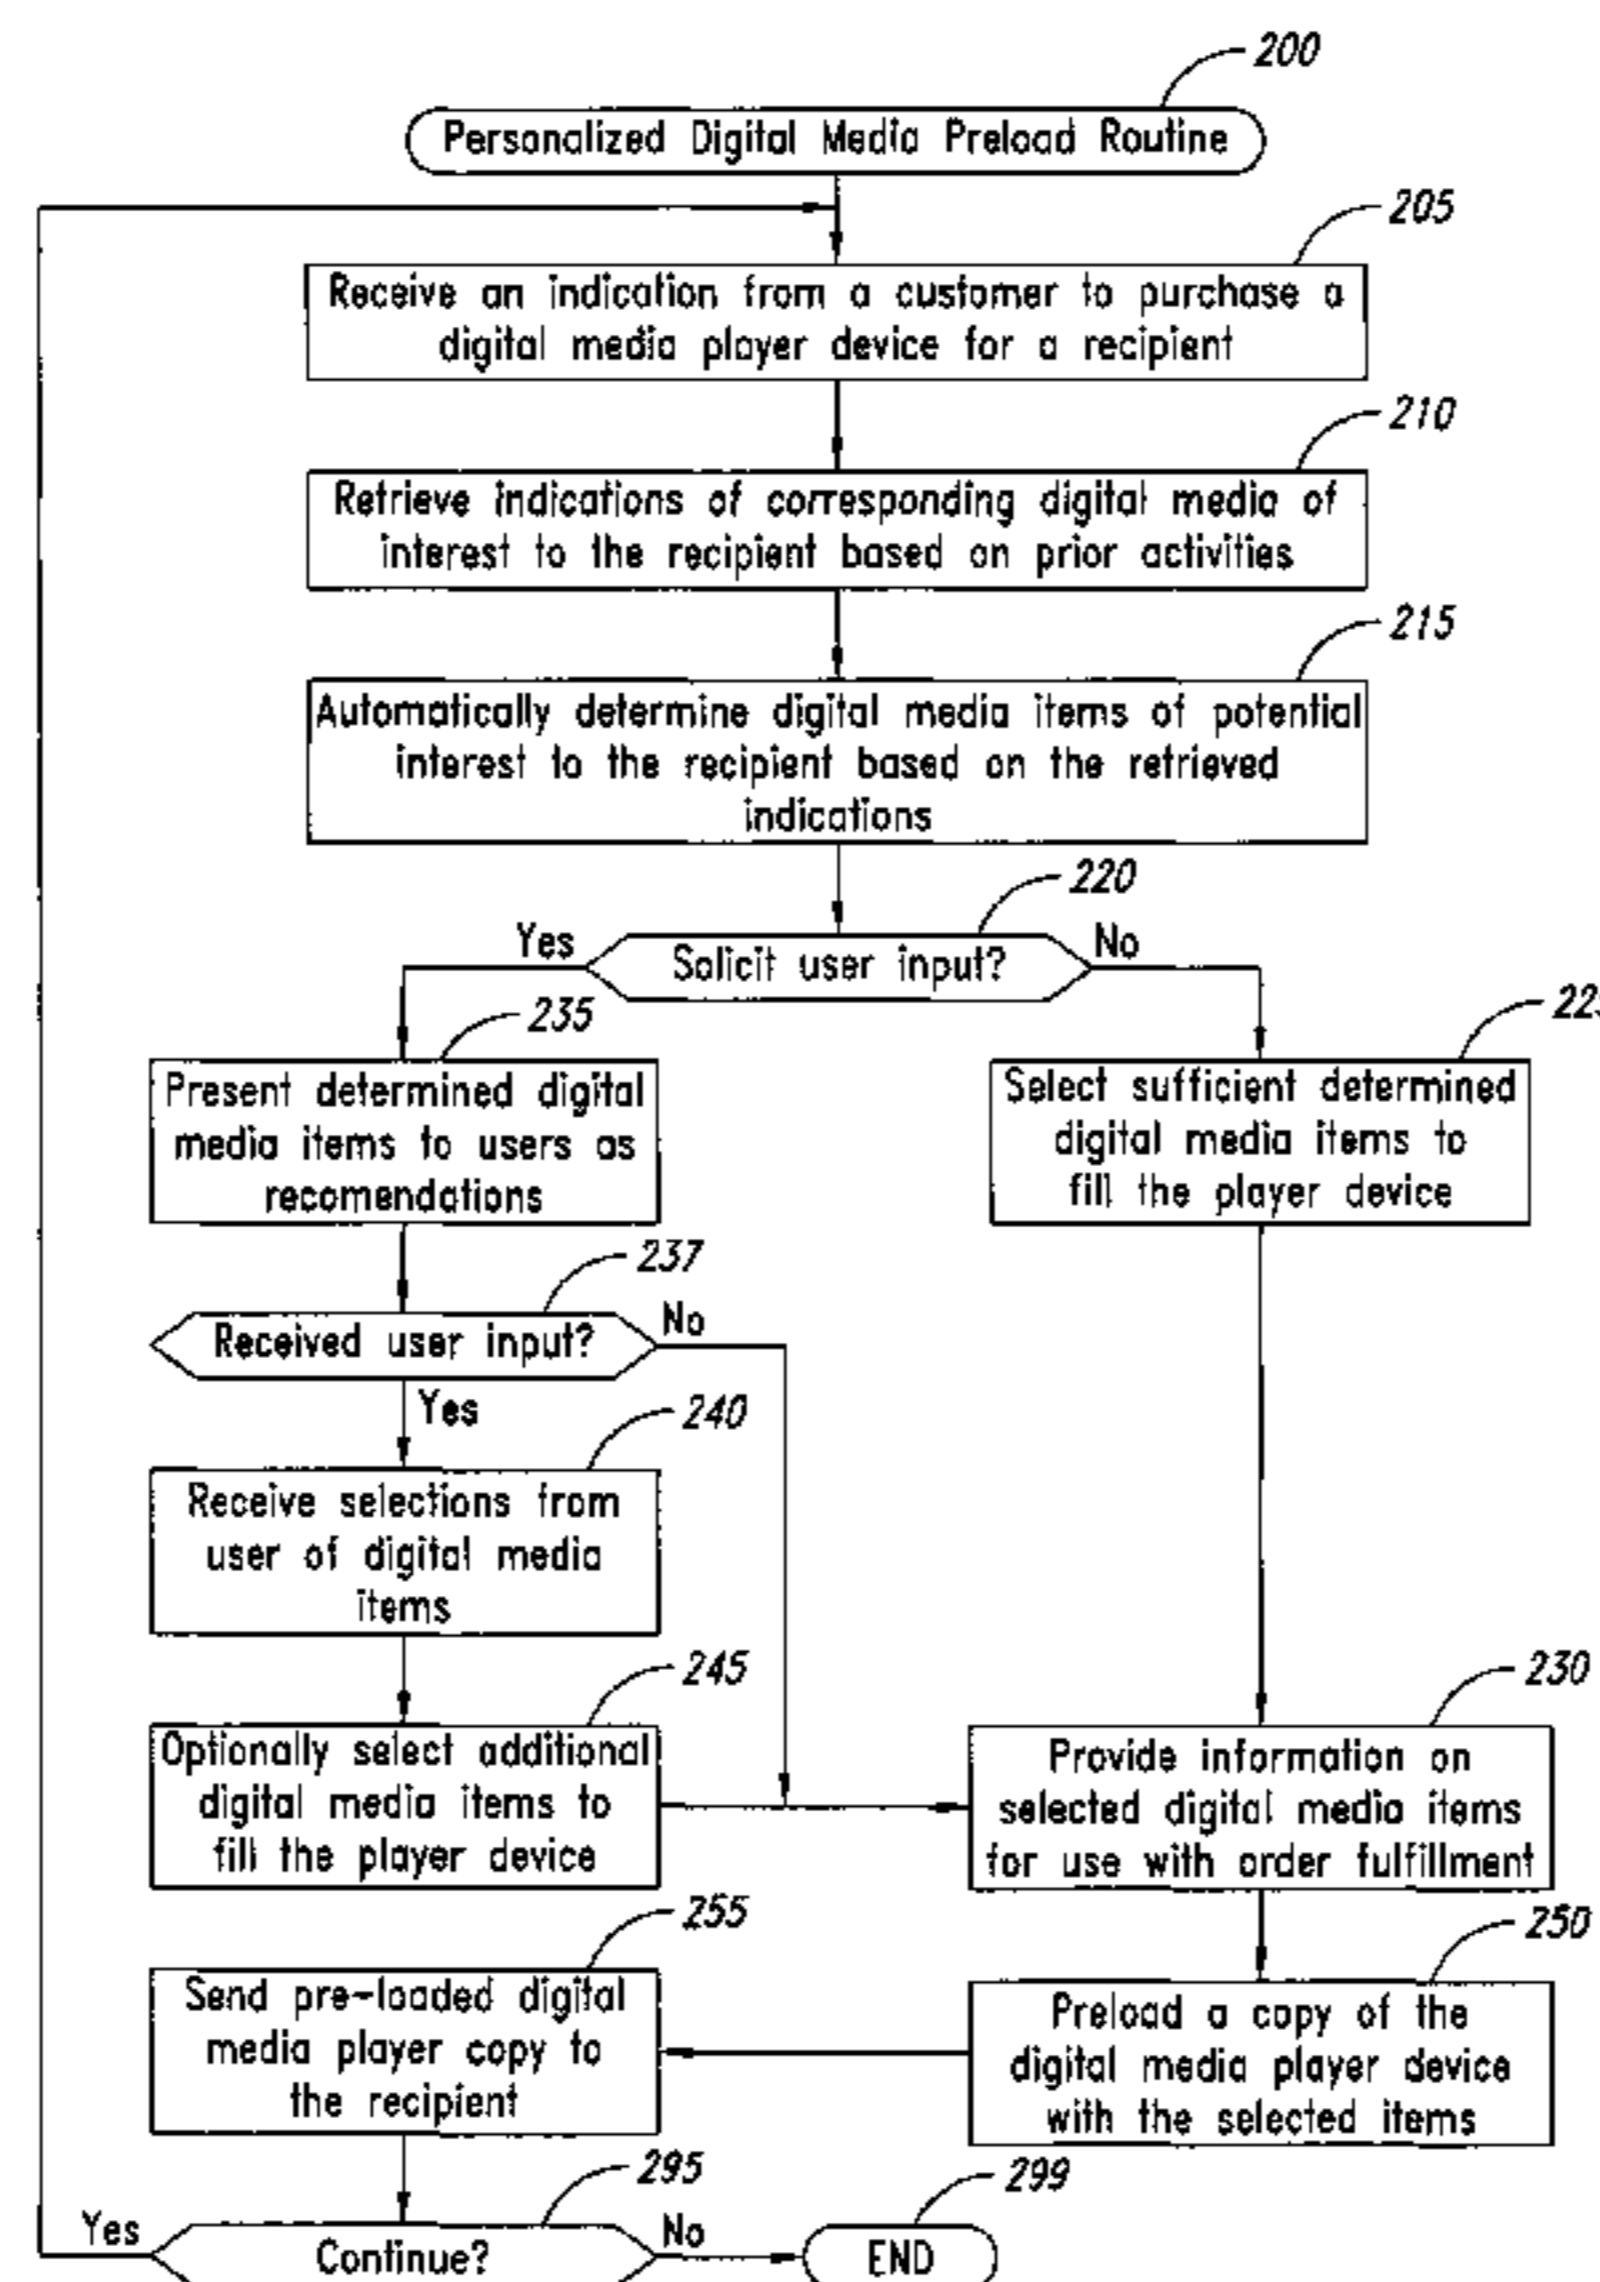 200
Personalized Digital Media Preload Routine
205
Receive an indication from a customer to purchase a
digital media player device for a recipient
210
Retrieve indications of corresponding digital media of
interest to the recipient based on prior activities
215
Automatically determine digital media items of potential
interest to the recipient based on the retrieved
indications
220
Yes
Solicit user input?
No
235
Present determined digital
media items to users as
recomendations
Select sufficient determined
digital media items to
fill the player device
237
Received user input?
No
Yes
240
Receive selections from
user of digital media
items
245
Optionally select additional
digital media items to
fill the player device
230
Provide information on
selected digital media items
for use with order fulfillment
255
Send pre-loaded digital
media player copy to
the recipient
250
Preload a copy of the
digital media player device
with the selected items
295
Yes
Continue?
No
299
END